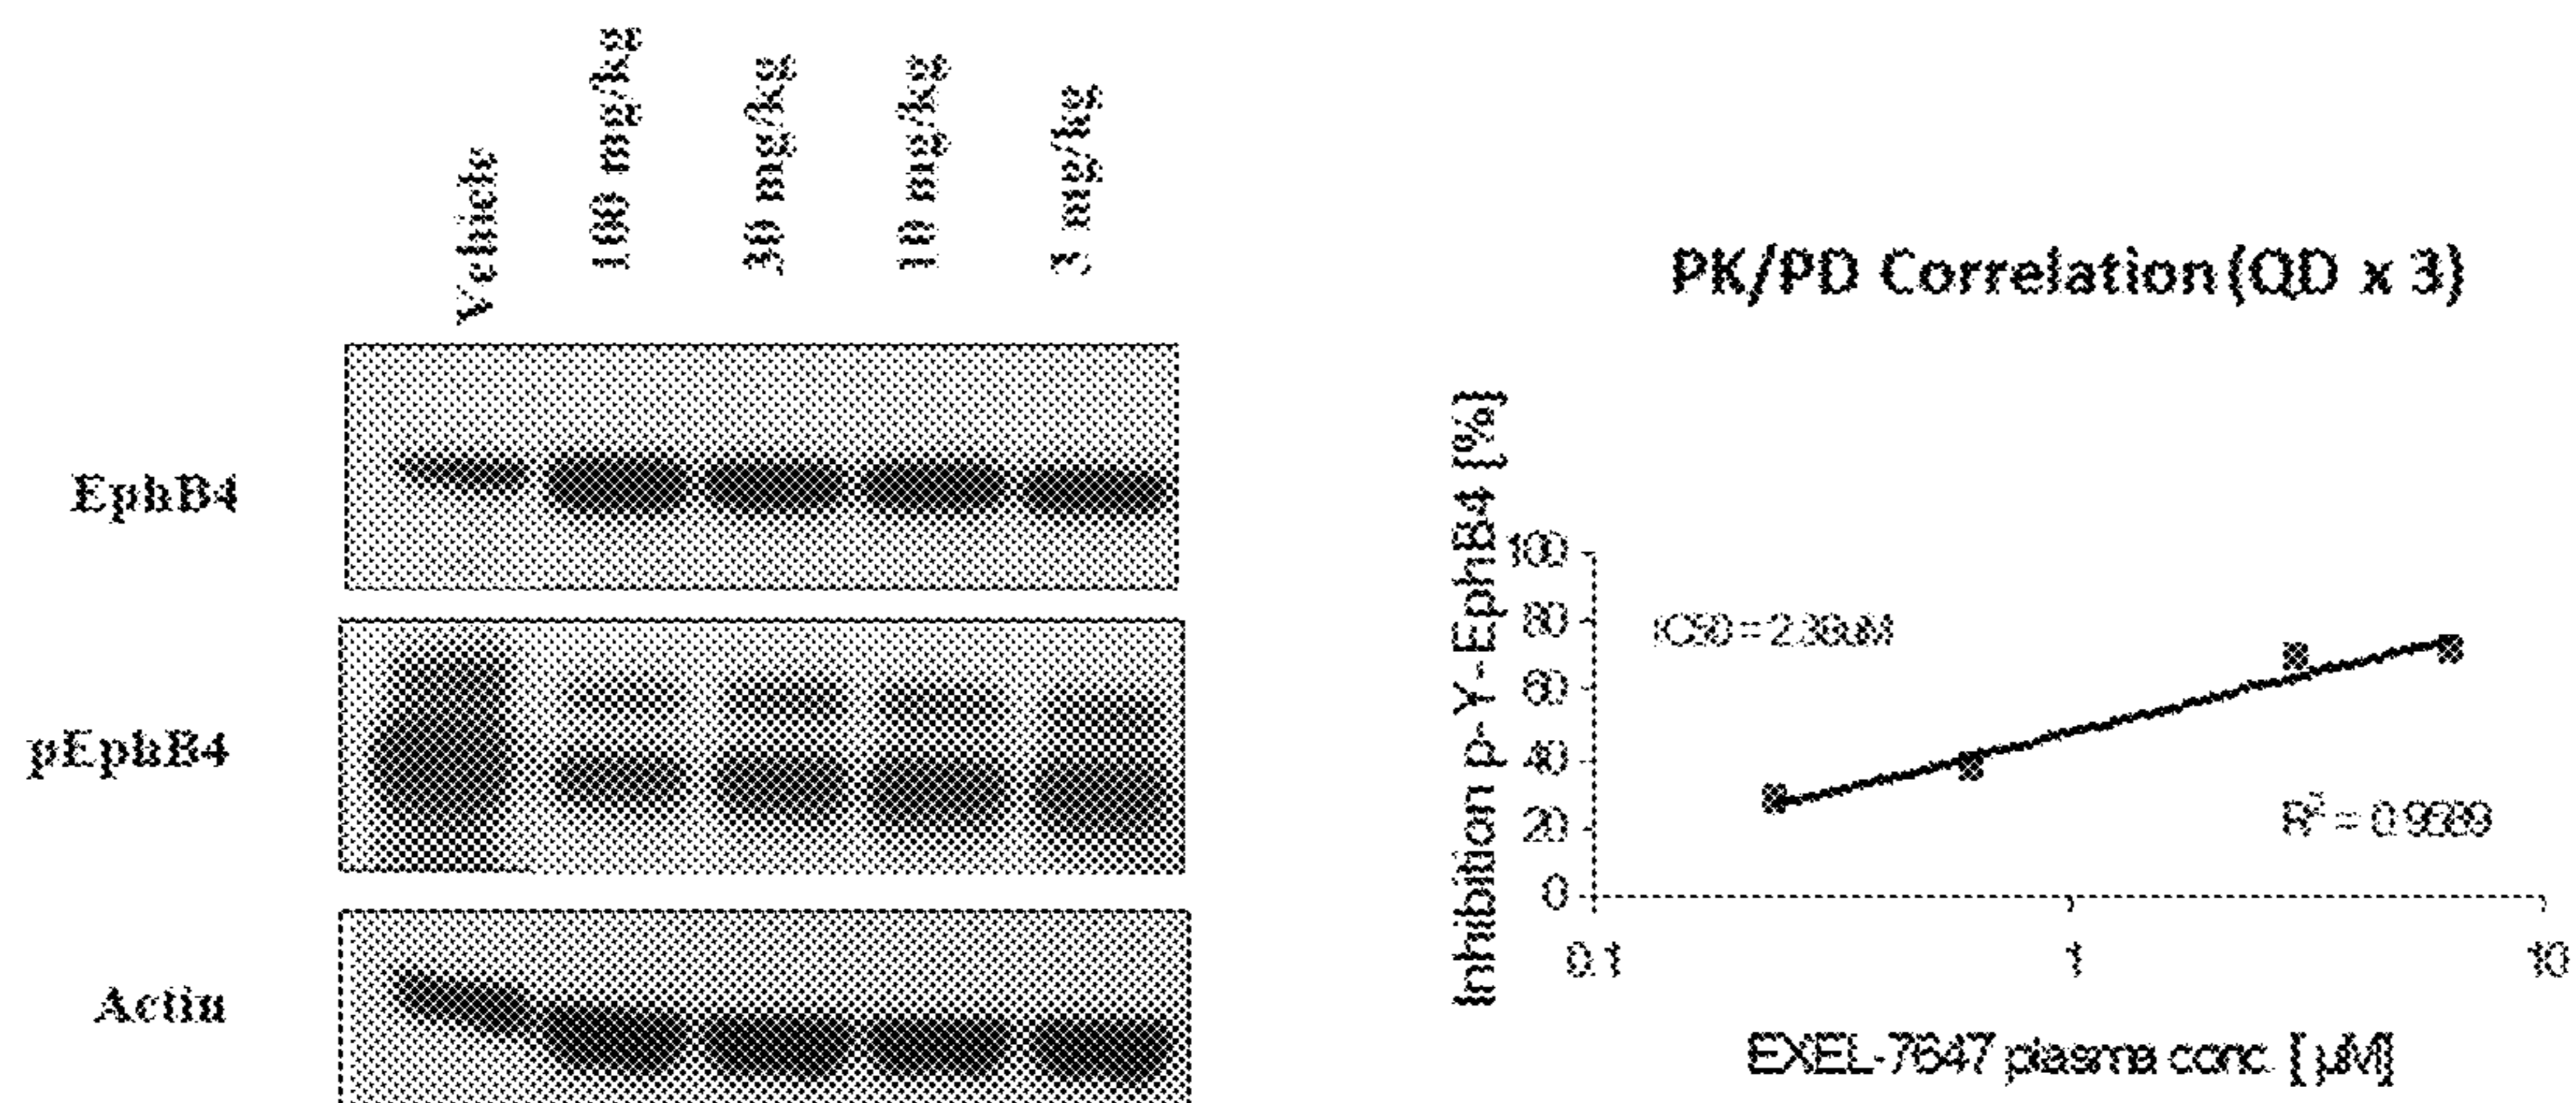 Vehicle
100 mg/kg
30 mg/kg
10 mg/kg
3 mg/kg
EphB4
pEphB4
Actin
PK/PD Correlation (QD x 3)
Inhibition p-Y-EphB4 [%]
100
80
60
40
20
0
R² =
0.1
1
10
EXEL-7647 plasma conc. [µM]